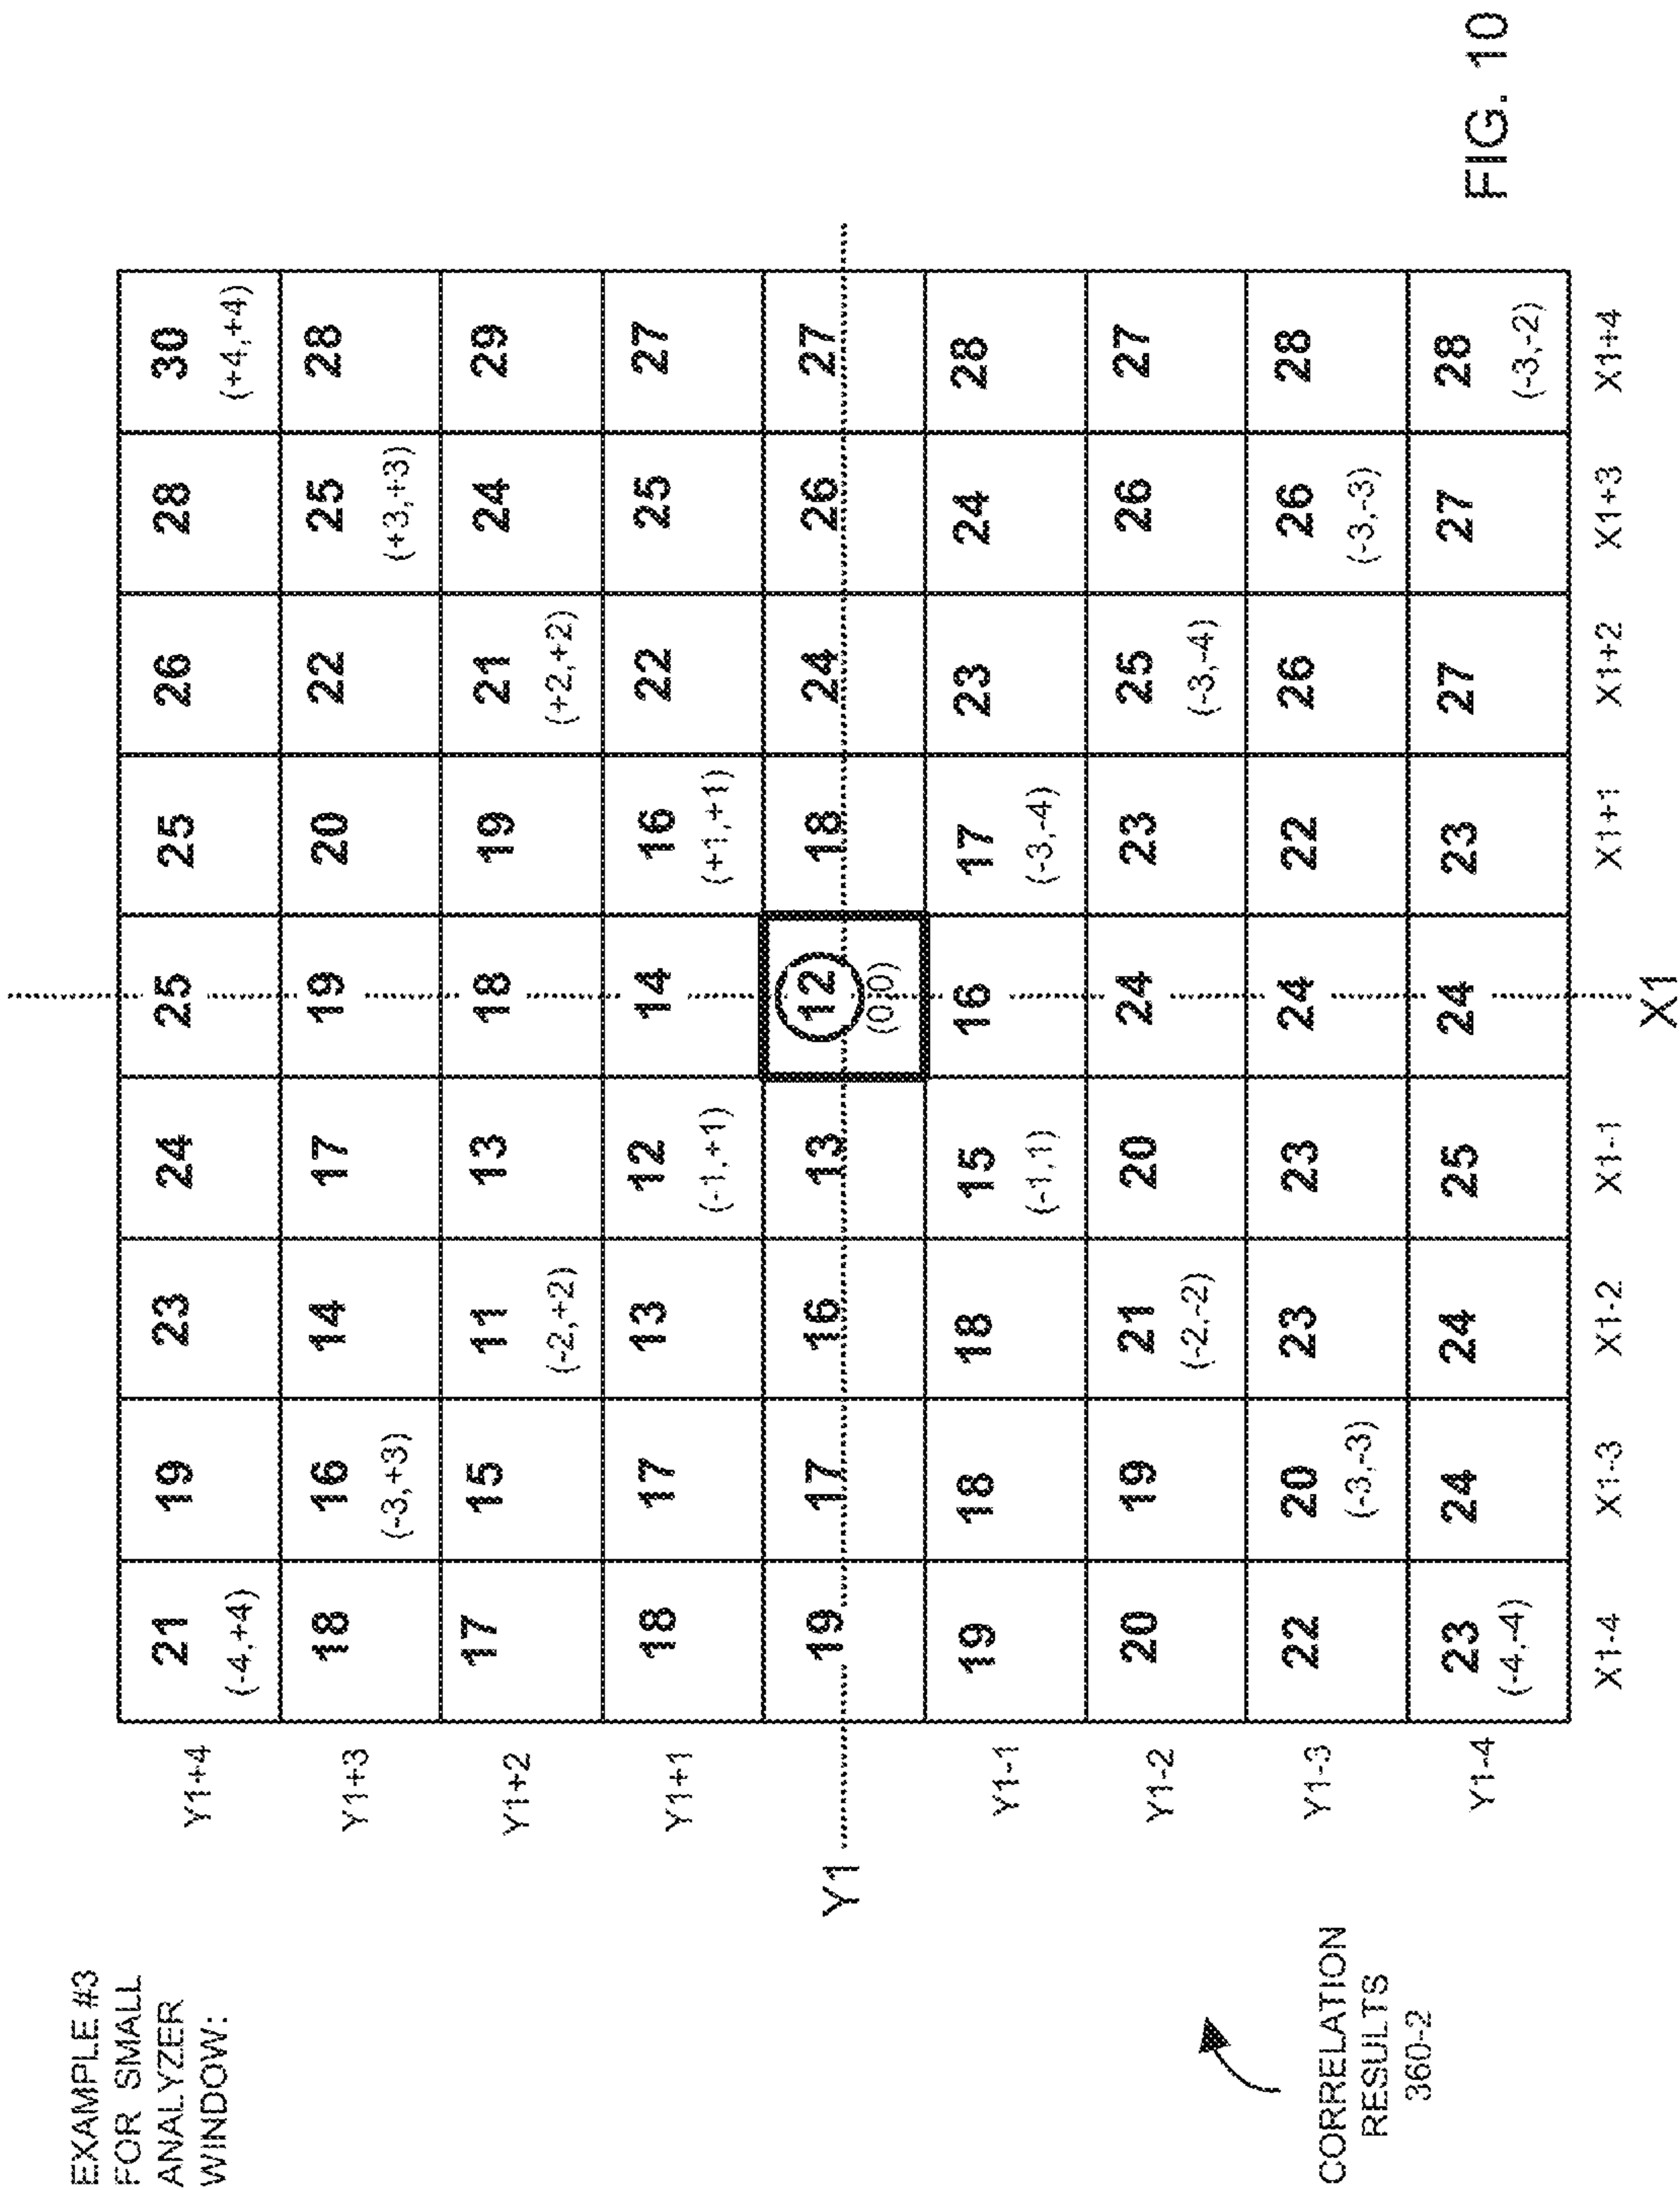 EXAMPLE #3
FOR SMALL
ANALYZER
WINDOW:
Y1+4 21 19 23 24 25 25 26 28 30
(-4,+4) (+4,+4)
Y1+3 18 16 14 17 19 20 22 25 28
(-3,+3) (+3,+3)
Y1+2 17 15 11 13 18 19 21 24 29
(-2,+2) (+2,+2)
Y1+1 18 17 13 12 14 16 22 25 27
(-1,+1) (+1,+1)
Y1 19 17 16 13 12 18 24 26 27
(0,0)
Y1-1 19 18 18 15 16 17 23 24 28
(-1,1) (-3,-4)
Y1-2 20 19 21 20 24 23 25 26 27
(-2,-2) (-3,-4)
Y1-3 22 20 23 23 24 22 26 26 28
(-3,-3) (-3,-3)
Y1-4 23 24 24 25 24 23 27 27 28
(-4,-4) (-3,-2)
X1-4 X1-3 X1-2 X1-1 X1 X1+1 X1+2 X1+3 X1+4
CORRELATION
RESULTS
360-2
FIG. 10